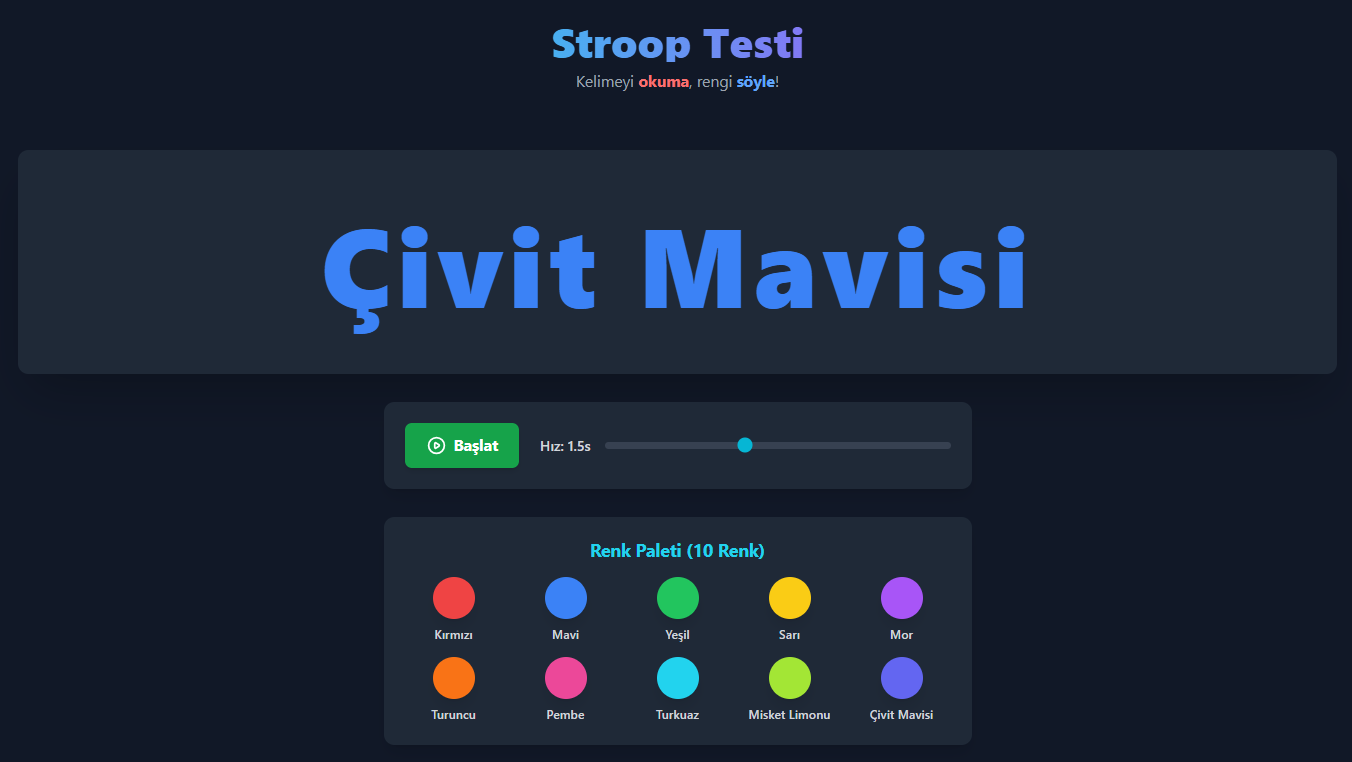 Stroop Testi
Kelimeyi okuma, rengi söyle!
Çivit Mavisi
Başlat
Hız: 1.5s
Renk Paleti (10 Renk)
Kırmızı
Mavi
Yeşil
Sarı
Mor
Turuncu
Pembe
Turkuaz
Misket Limonu
Çivit Mavisi